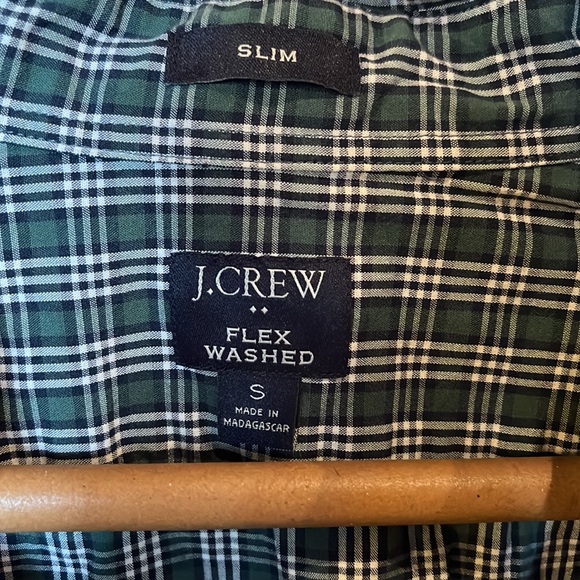 SLIM
J.CREW
FLEX
WASHED
S
MADE IN
MADAGASCAR